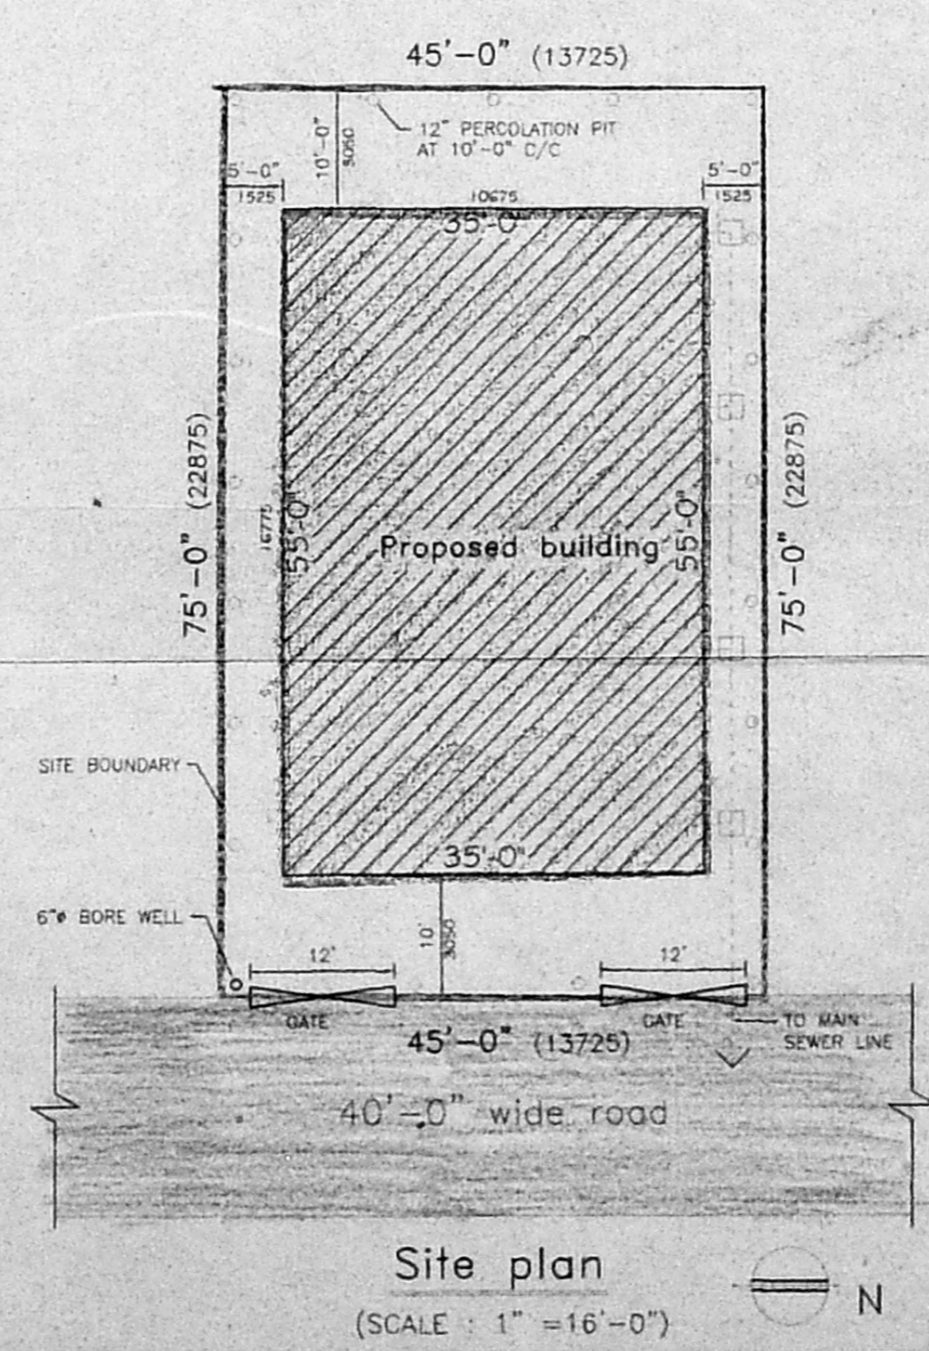 45'-0" (13725)
12" PERCOLATION PIT
AT 10'-0" C/C
10'-0"
3050
5'-0"
1525
5'-0"
1525
10675
35'-0"
75'-0" (22875)
16775
55'-0"
Proposed building
55'-0"
75'-0" (22875)
SITE BOUNDARY
35'-0"
6"ø BORE WELL
10'
3050
12'
12'
GATE
GATE
TO MAIN
SEWER LINE
45'-0" (13725)
40'-0" wide road
Site plan
N
(SCALE : 1" =16'-0")